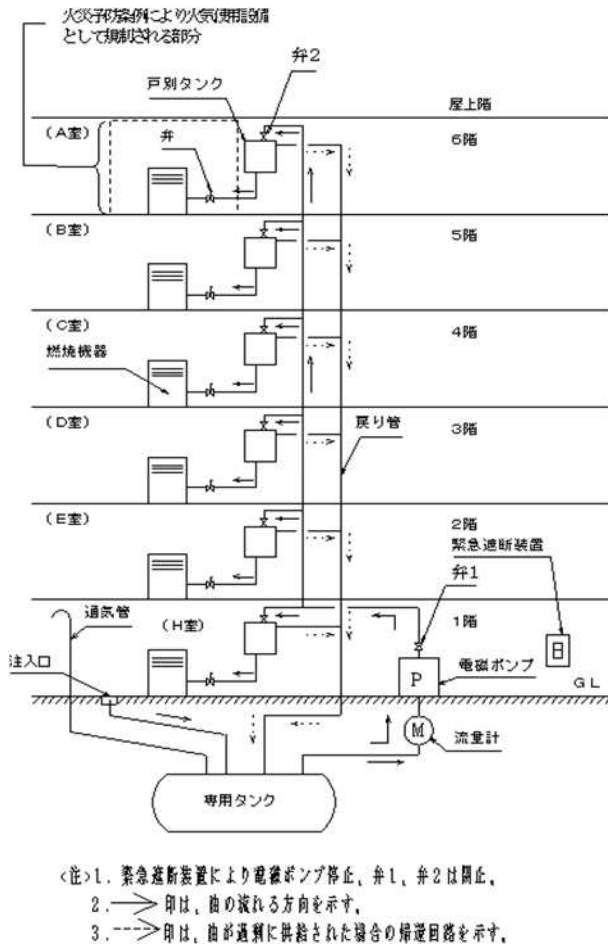 火災予防条例により火気使用設備
として規制される部分
弁2
戸別タンク
屋上階
(A室)
弁
6階
(B室)
5階
(C室)
4階
燃焼機器
(D室)
3階
戻り管
(E室)
2階
緊急遮断装置
弁1
通気管
(H室)
1階
注入口
P
電磁ポンプ
GL
M
流量計
専用タンク
<注>1. 緊急遮断装置により電磁ポンプ停止、弁1、弁2は閉止。
2. 印は、油の流れる方向を示す。
3. 印は、油が過剰に供給された場合の帰還回路を示す。